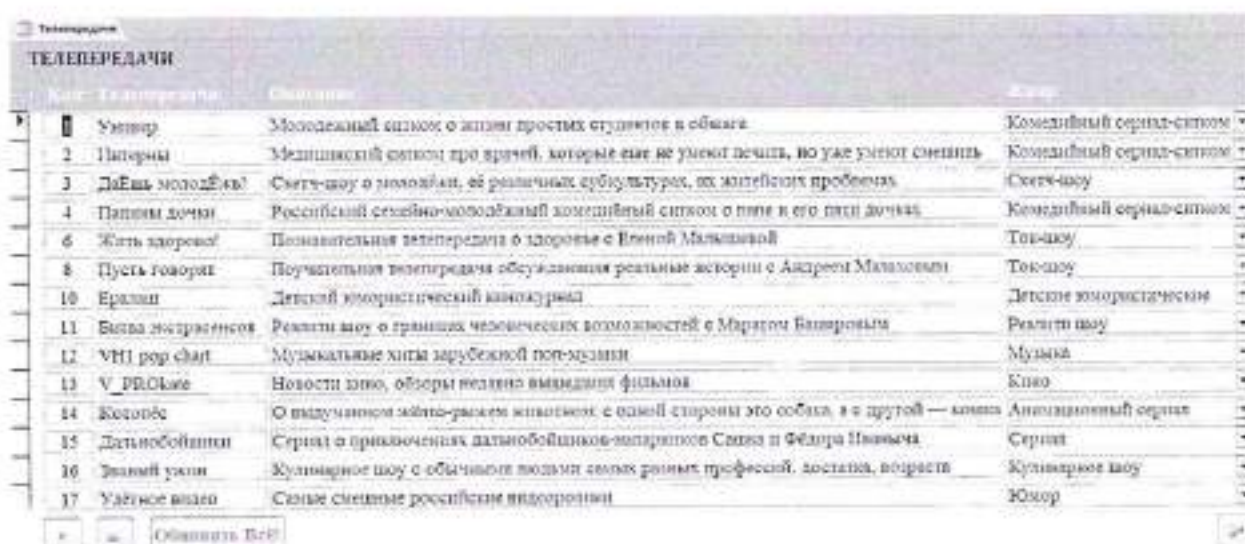 Телепередачи
ТЕЛЕПЕРЕДАЧИ
Код Телепередача Описание Жанр
1 Универ Молодежный ситком о жизни простых студентов в общаге Комедийный сериал-ситком
2 Интерны Медицинский ситком про врачей, которые еще не умеют лечить, но уже умеют смешить Комедийный сериал-ситком
3 ДаЁшь молодЁжь! Скетч-шоу о молодёжи, её различных субкультурах, их житейских проблемах Скетч-шоу
4 Папины дочки Российский семейно-молодёжный комедийный ситком о папе и его пяти дочках Комедийный сериал-ситком
6 Жить здорово! Познавательная телепередача о здоровье с Еленой Малышевой Ток-шоу
8 Пусть говорят Поучительная телепередача обсуждающая реальные истории с Андреем Малаховым Ток-шоу
10 Ералаш Детский юмористический киножурнал Детские юмористические
11 Битва экстрасенсов Реалити шоу о границах человеческих возможностей с Маратом Башаровым Реалити шоу
12 VH1 pop chart Музыкальные хиты зарубежной поп-музыки Музыка
13 V_PROkate Новости кино, обзоры недавно вышедших фильмов Кино
14 Котопёс О выдуманном жёлто-рыжем животном: с одной стороны это собака, а с другой — кошка Анимационный сериал
15 Дальнобойщики Сериал о приключениях дальнобойщиков-напарников Сашка и Фёдора Иваныча Сериал
16 Званый ужин Кулинарное шоу с обычными людьми самых разных профессий, достатка, возраста Кулинарное шоу
17 Улётное видео Самые смешные российские видеоролики Юмор
Обновить Всё!